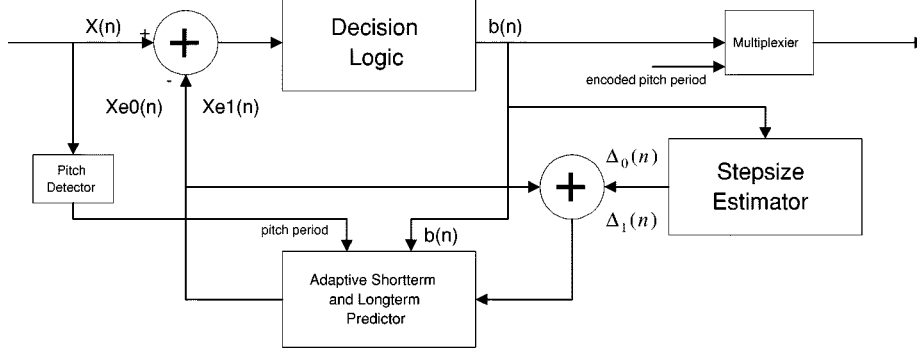 X(n)
+
-
Decision
Logic
b(n)
Multiplexier
encoded pitch period
Xe0(n) Xe1(n)
Pitch
Detector
Δ₀(n)
Δ₁(n)
Stepsize
Estimator
pitch period
b(n)
Adaptive Shortterm
and Longterm
Predictor